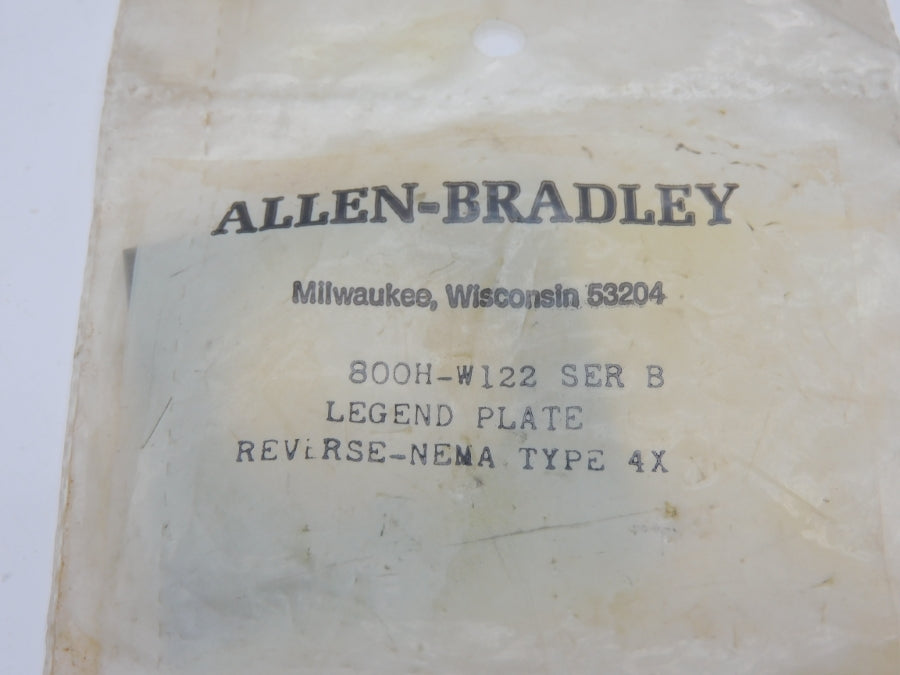 ALLEN-BRADLEY
Milwaukee, Wisconsin 53204
800H-W122 SER B
LEGEND PLATE
REVERSE-NEMA TYPE 4X